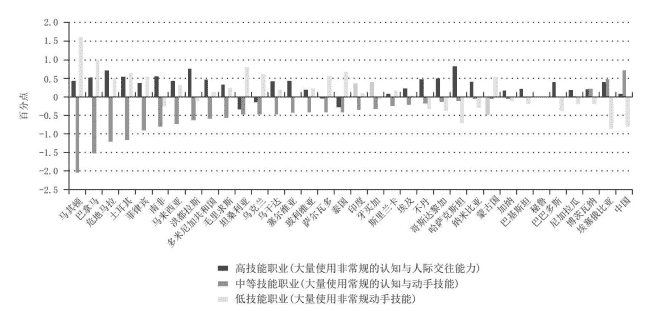 2.0
1.5
1.0
0.5
0
-0.5
-1.0
-1.5
-2.0
-2.5
百分点
马其顿
巴拿马
危地马拉
土耳其
菲律宾
南非
马来西亚
洪都拉斯
多米尼加共和国
毛里求斯
坦桑利亚
乌克兰
乌干达
塞尔维亚
玻利维亚
萨尔瓦多
泰国
印度
牙买加
斯里兰卡
埃及
不丹
哥斯达黎加
哈萨克斯坦
纳米比亚
蒙古国
加纳
巴基斯坦
秘鲁
巴巴多斯
尼加拉瓜
博茨瓦纳
埃塞俄比亚
中国
高技能职业(大量使用非常规的认知与人际交往能力)
中等技能职业(大量使用常规的认知与动手技能)
低技能职业(大量使用非常规动手技能)